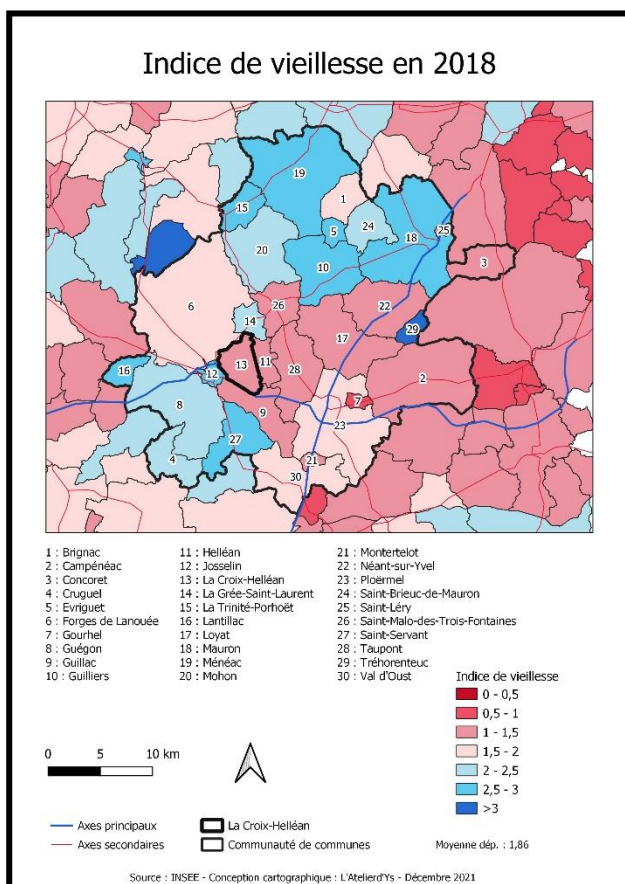 Indice de vieillesse en 2018
19
15
1
5
24
18
25
20
10
3
6
26
22
14
17
29
13
11
16
12
28
2
8
7
9
23
27
4
21
30
1 : Brignac
2 : Campénéac
3 : Concoret
4 : Cruguel
5 : Evriguet
6 : Forges de Lanouée
7 : Gourhel
8 : Guégon
9 : Guillac
10 : Guilliers
11 : Helléan
12 : Josselin
13 : La Croix-Helléan
14 : La Grée-Saint-Laurent
15 : La Trinité-Porhoët
16 : Lantillac
17 : Loyat
18 : Mauron
19 : Ménéac
20 : Mohon
21 : Montertelot
22 : Néant-sur-Yvel
23 : Ploërmel
24 : Saint-Brieuc-de-Mauron
25 : Saint-Léry
26 : Saint-Malo-des-Trois-Fontaines
27 : Saint-Servant
28 : Taupont
29 : Tréhorenteuc
30 : Val d'Oust
Indice de vieillesse
0 - 0,5
0,5 - 1
1 - 1,5
1,5 - 2
2 - 2,5
2,5 - 3
>3
0 5 10 km
Axes principaux
Axes secondaires
La Croix-Helléan
Communauté de communes
Moyenne dép. : 1,86
Source : INSEE - Conception cartographique : L'Atelierd'Ys - Décembre 2021